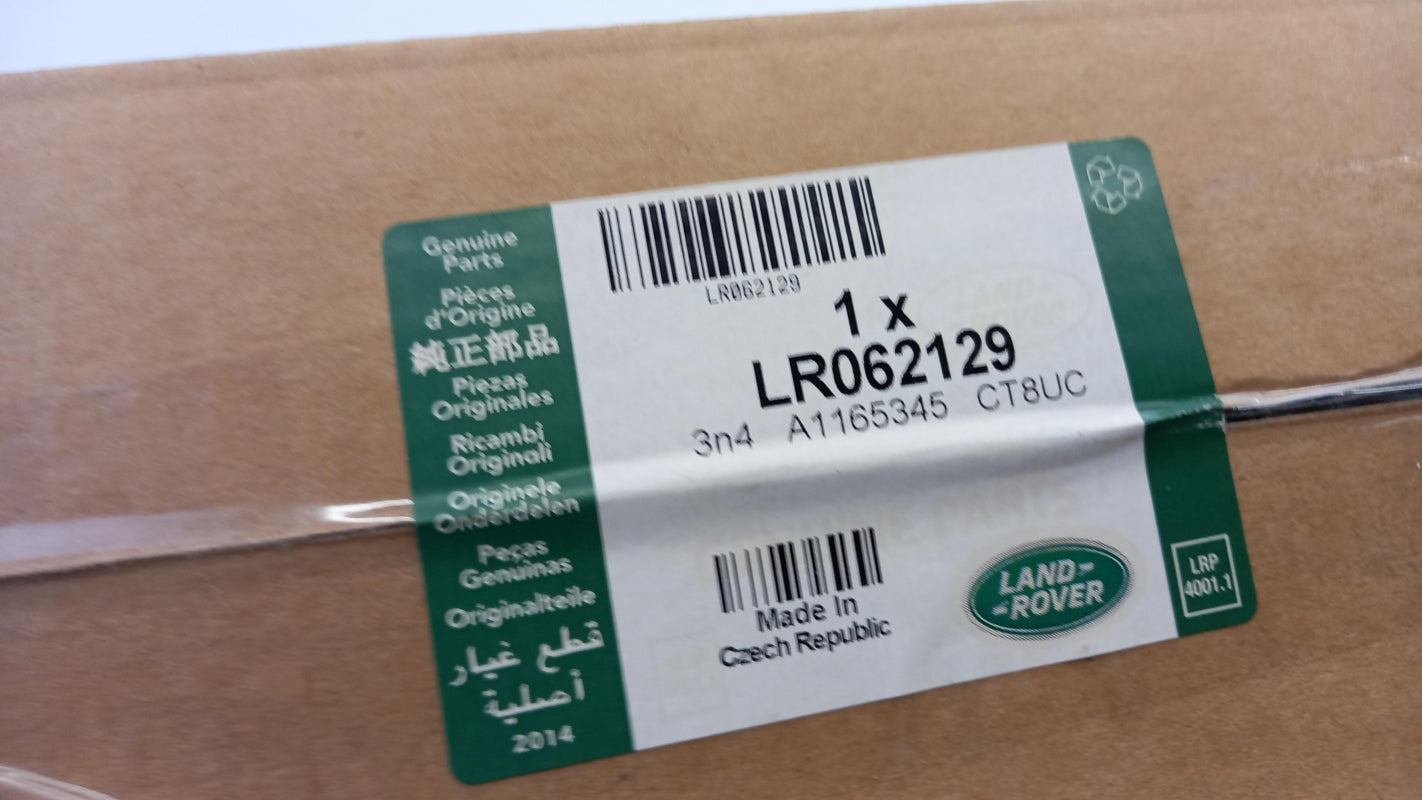 Genuine
Parts
Pièces
d'Origine
純正部品
Piezas
Originales
Ricambi
Originali
Originele
Onderdelen
Peças
Genuinas
Originalteile
قطع غيار
أصلية
2014
LR062129
1 x
LR062129
3n4 A1165345 CT8UC
Made In
Czech Republic
LAND-
-ROVER
LRP
4001.1